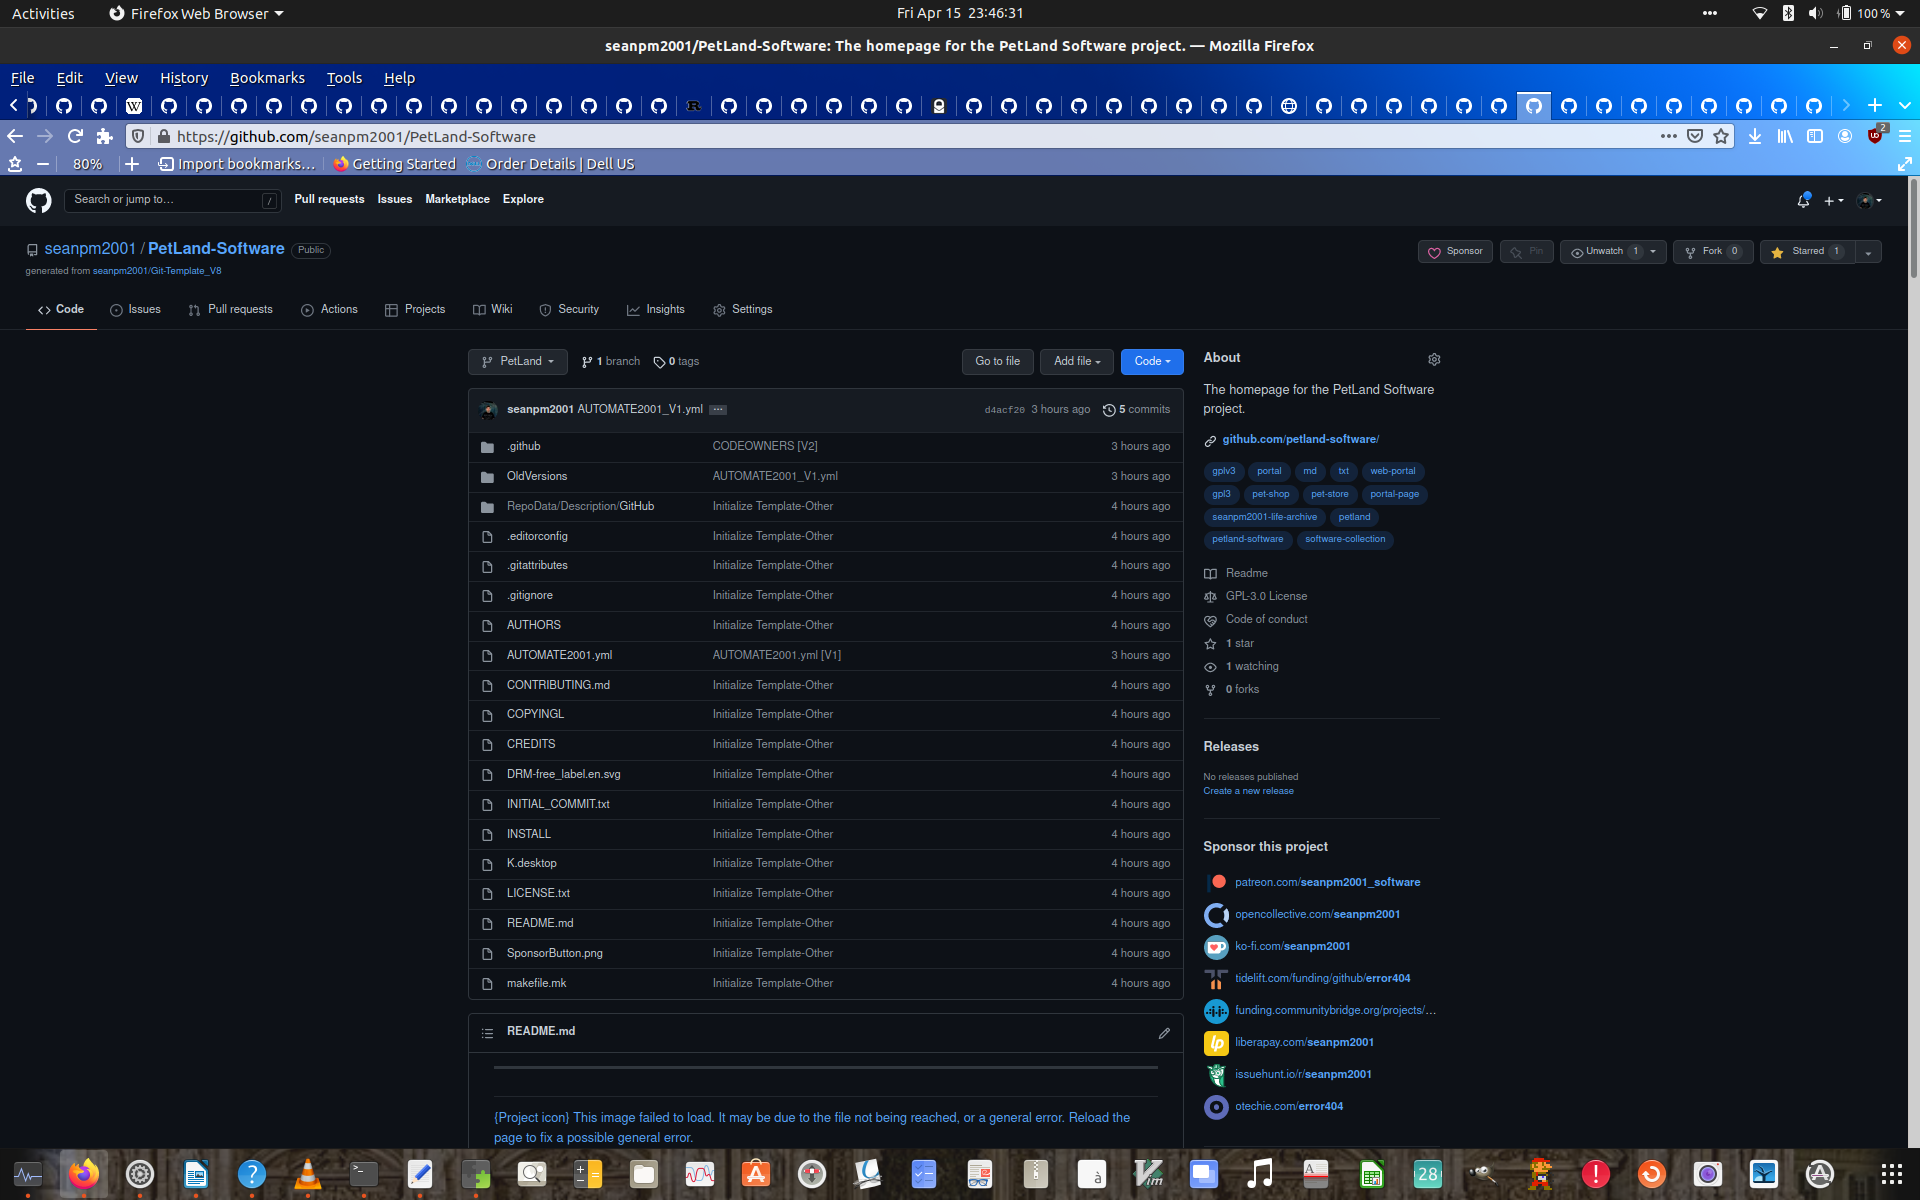 Activities
Firefox Web Browser
Fri Apr 15 23:46:31
100 %
seanpm2001/PetLand-Software: The homepage for the PetLand Software project. — Mozilla Firefox
File Edit View History Bookmarks Tools Help
https://github.com/seanpm2001/PetLand-Software
2
80%
Import bookmarks...
Getting Started
Order Details | Dell US
Search or jump to...
/
Pull requests
Issues
Marketplace
Explore
seanpm2001 / PetLand-Software
Public
generated from seanpm2001/Git-Template_V8
Sponsor
Pin
Unwatch 1
Fork 0
Starred 1
Code
Issues
Pull requests
Actions
Projects
Wiki
Security
Insights
Settings
PetLand
1 branch
0 tags
Go to file
Add file
Code
seanpm2001 AUTOMATE2001_V1.yml ...
d4acf20 3 hours ago
5 commits
.github CODEOWNERS [V2] 3 hours ago
OldVersions AUTOMATE2001_V1.yml 3 hours ago
RepoData/Description/GitHub Initialize Template-Other 4 hours ago
.editorconfig Initialize Template-Other 4 hours ago
.gitattributes Initialize Template-Other 4 hours ago
.gitignore Initialize Template-Other 4 hours ago
AUTHORS Initialize Template-Other 4 hours ago
AUTOMATE2001.yml AUTOMATE2001.yml [V1] 3 hours ago
CONTRIBUTING.md Initialize Template-Other 4 hours ago
COPYINGL Initialize Template-Other 4 hours ago
CREDITS Initialize Template-Other 4 hours ago
DRM-free_label.en.svg Initialize Template-Other 4 hours ago
INITIAL_COMMIT.txt Initialize Template-Other 4 hours ago
INSTALL Initialize Template-Other 4 hours ago
K.desktop Initialize Template-Other 4 hours ago
LICENSE.txt Initialize Template-Other 4 hours ago
README.md Initialize Template-Other 4 hours ago
SponsorButton.png Initialize Template-Other 4 hours ago
makefile.mk Initialize Template-Other 4 hours ago
README.md
{Project icon} This image failed to load. It may be due to the file not being reached, or a general error. Reload the
page to fix a possible general error.
About
The homepage for the PetLand Software
project.
github.com/petland-software/
gplv3 portal md txt web-portal
gpl3 pet-shop pet-store portal-page
seanpm2001-life-archive petland
petland-software software-collection
Readme
GPL-3.0 License
Code of conduct
1 star
1 watching
0 forks
Releases
No releases published
Create a new release
Sponsor this project
patreon.com/seanpm2001_software
opencollective.com/seanpm2001
ko-fi.com/seanpm2001
tidelift.com/funding/github/error404
funding.communitybridge.org/projects/...
liberapay.com/seanpm2001
issuehunt.io/r/seanpm2001
otechie.com/error404
28